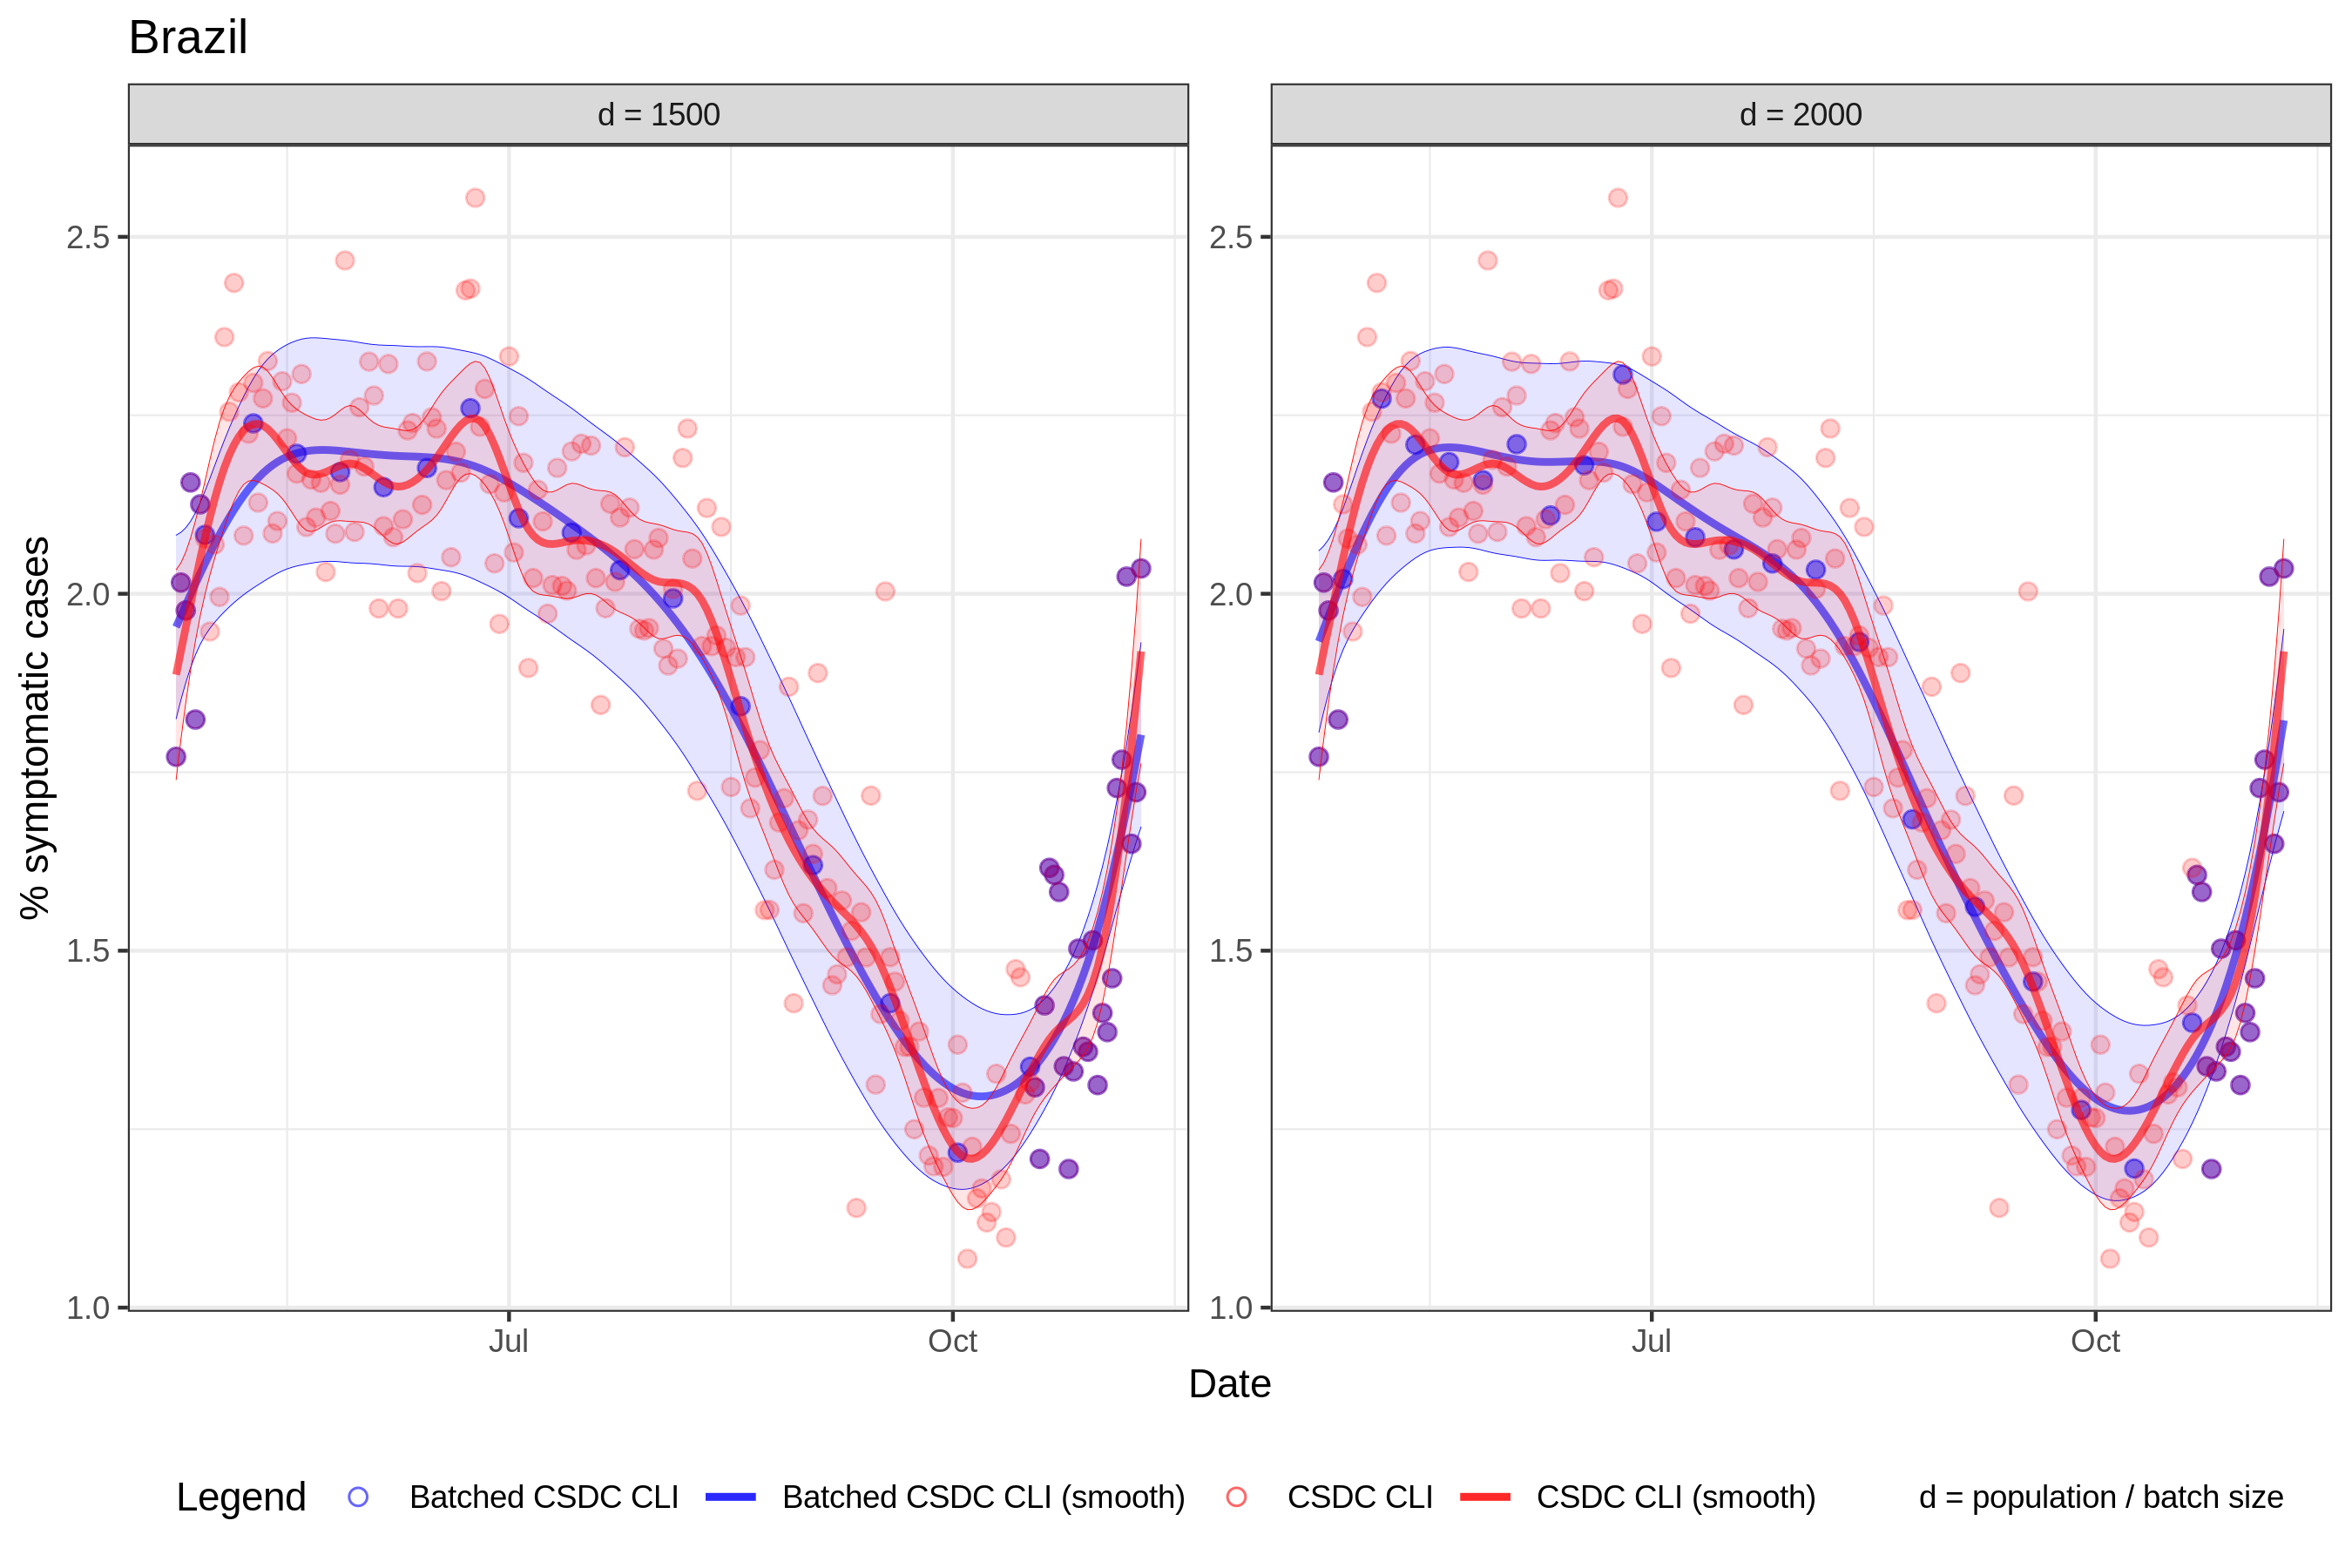 Brazil
d = 1500
d = 2000
% symptomatic cases
2.5
2.0
1.5
1.0
2.5
2.0
1.5
1.0
Jul
Oct
Jul
Oct
Date
Legend
Batched CSDC CLI
Batched CSDC CLI (smooth)
CSDC CLI
CSDC CLI (smooth)
d = population / batch size